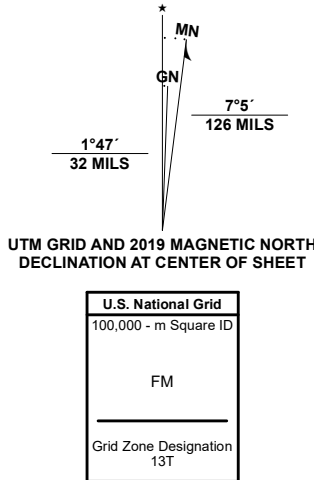 ★
MN
GN
7°5´
126 MILS
1°47´
32 MILS
UTM GRID AND 2019 MAGNETIC NORTH
DECLINATION AT CENTER OF SHEET
U.S. National Grid
100,000 - m Square ID
FM
Grid Zone Designation
13T